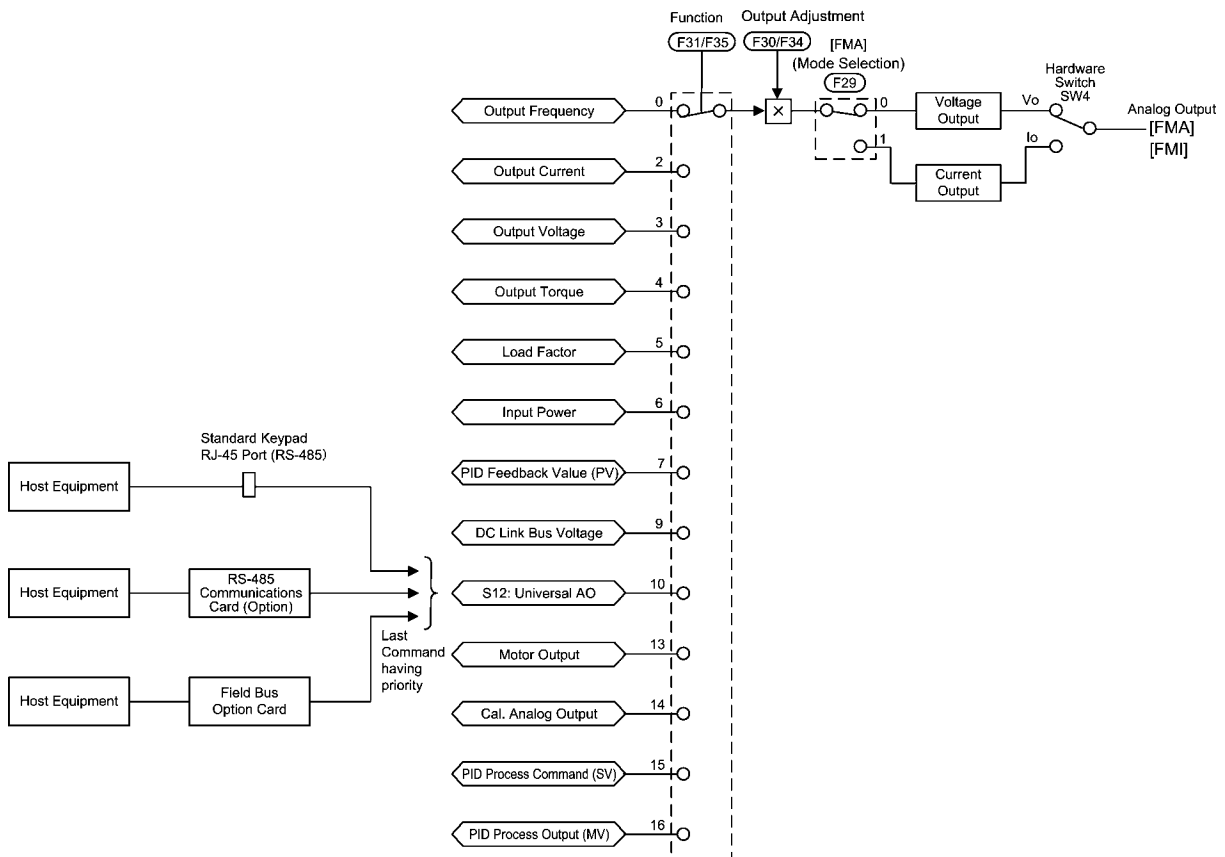 Function
Output Adjustment
F31/F35
F30/F34
[FMA]
(Mode Selection)
F29
Hardware
Switch
SW4
Output Frequency
0
×
0
Voltage
Output
Vo
Analog Output
[FMA]
[FMI]
1
Current
Output
Io
Output Current
2
Output Voltage
3
Output Torque
4
Load Factor
5
Input Power
6
Standard Keypad
RJ-45 Port (RS-485)
Host Equipment
PID Feedback Value (PV)
7
DC Link Bus Voltage
9
Host Equipment
RS-485
Communications
Card (Option)
S12: Universal AO
10
Last
Command
having
priority
Motor Output
13
Host Equipment
Field Bus
Option Card
Cal. Analog Output
14
PID Process Command (SV)
15
PID Process Output (MV)
16